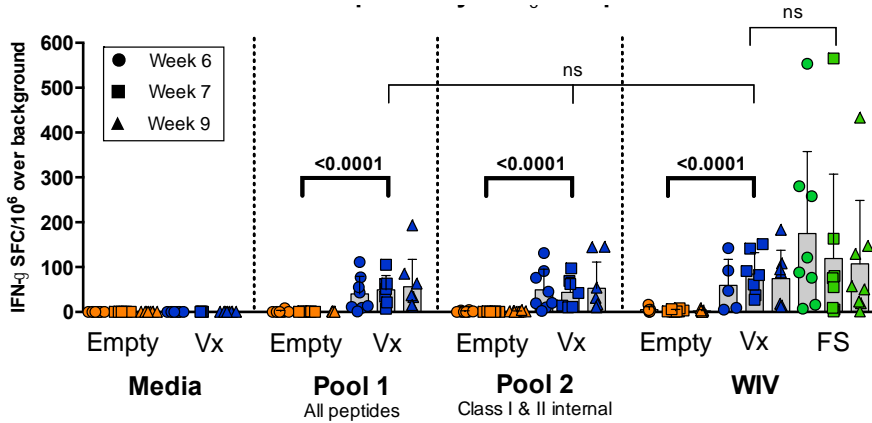 ns
600
500
400
300
200
100
0
IFN-g SFC/10⁶ over background
Week 6
Week 7
Week 9
ns
<0.0001
<0.0001
<0.0001
Empty Vx Empty Vx Empty Vx Empty Vx FS
Media Pool 1 Pool 2 WIV
All peptides Class I & II internal